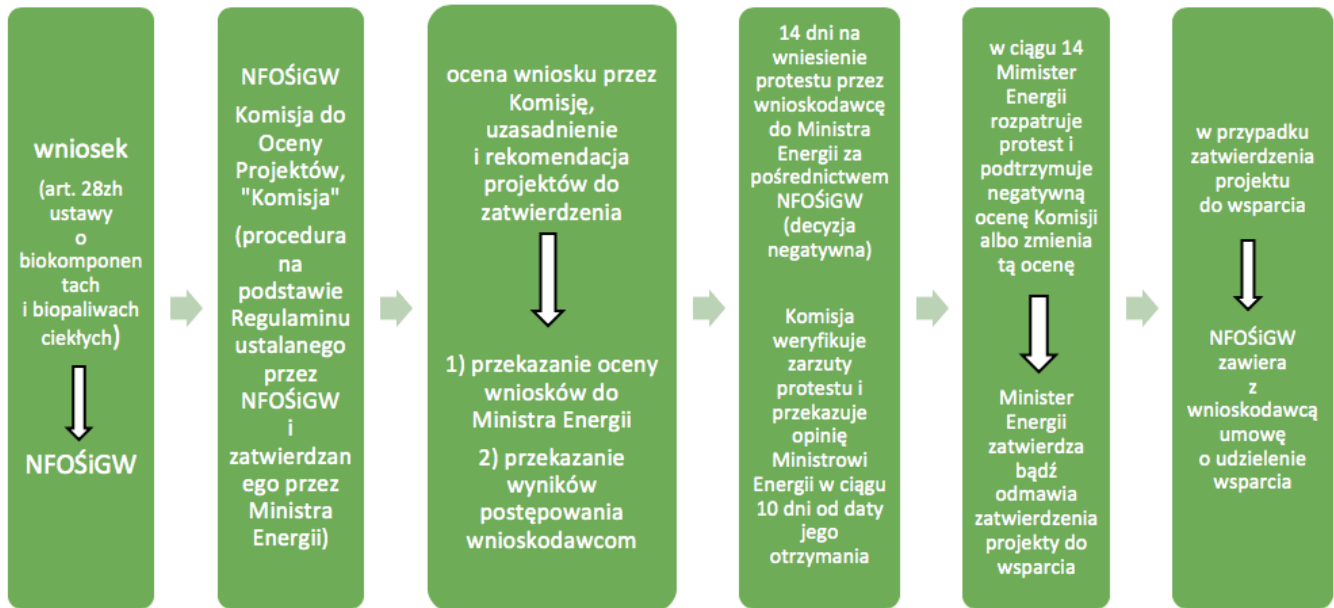 wniosek
(art. 28zh
ustawy
o
biokomponen
tach
i biopaliwach
ciekłych)
NFOŚiGW
NFOŚiGW
Komisja do
Oceny
Projektów,
"Komisja"
(procedura
na
podstawie
Regulaminu
ustalanego
przez
NFOŚiGW
i
zatwierdzan
ego przez
Ministra
Energii)
ocena wniosku przez
Komisję,
uzasadnienie
i rekomendacja
projektów do
zatwierdzenia
1) przekazanie oceny
wniosków do
Ministra Energii
2) przekazanie
wyników
postępowania
wnioskodawcom
14 dni na
wniesienie
protestu przez
wnioskodawcę
do Ministra
Energii za
pośrednictwem
NFOŚiGW
(decyzja
negatywna)
Komisja
weryfikuje
zarzuty
protestu i
przekazuje
opinię
Ministrowi
Energii w ciągu
10 dni od daty
jego
otrzymania
w ciągu 14
Mimister
Energii
rozpatruje
protest i
podtrzymuje
negatywną
ocenę Komisji
albo zmienia
tą ocenę
Minister
Energii
zatwierdza
bądź
odmawia
zatwierdzenia
projekty do
wsparcia
w przypadku
zatwierdzenia
projektu
do wsparcia
NFOŚiGW
zawiera
z
wnioskodawcą
umowę
o udzielenie
wsparcia